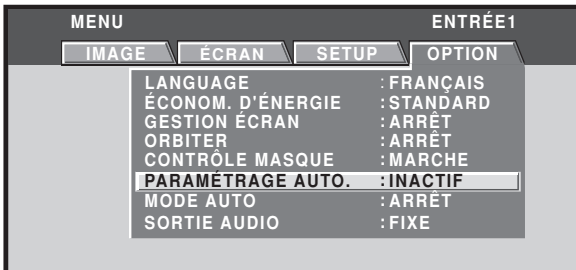 MENU ENTRÉE1
IMAGE ÉCRAN SETUP OPTION
LANGUAGE :FRANÇAIS
ÉCONOM. D'ÉNERGIE :STANDARD
GESTION ÉCRAN :ARRÊT
ORBITER :ARRÊT
CONTRÔLE MASQUE :MARCHE
PARAMÉTRAGE AUTO. :INACTIF
MODE AUTO :ARRÊT
SORTIE AUDIO :FIXE